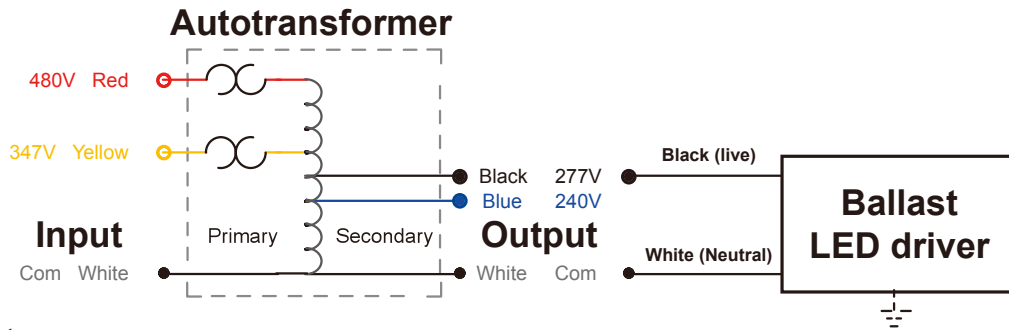 Autotransformer
480V Red
347V Yellow
Black 277V
Black (live)
Blue 240V
Ballast
LED driver
Input
Primary
Secondary
Output
Com White
White Com
White (Neutral)